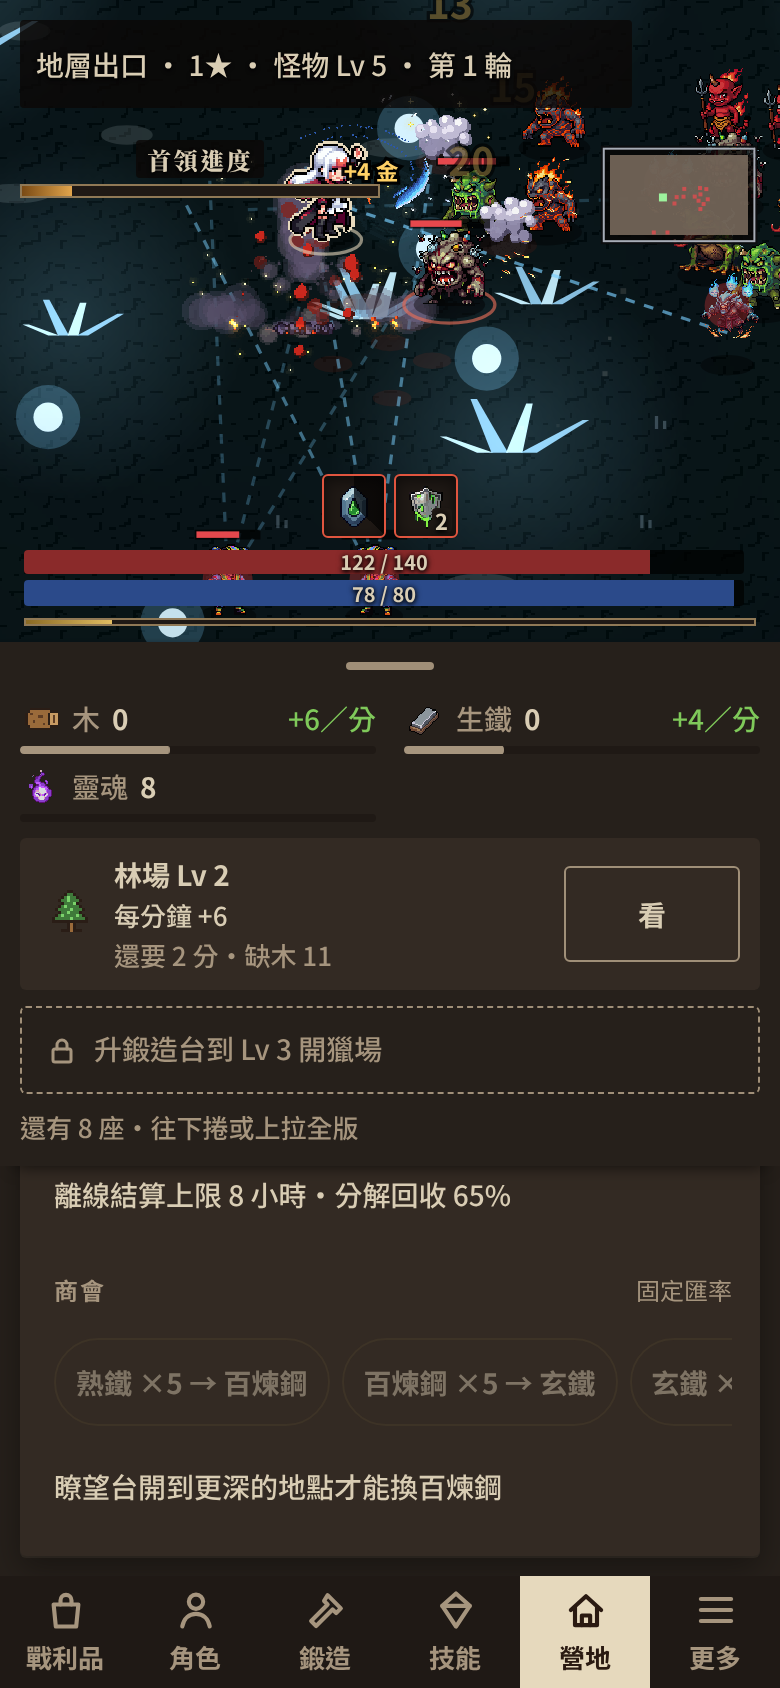 13
地層出口 · 1★ · 怪物 Lv 5 · 第 1 輪
15
首領進度
+4 金
20
2
122 / 140
78 / 80
木 0 +6／分
生鐵 0 +4／分
靈魂 8
林場 Lv 2
每分鐘 +6
還要 2 分·缺木 11
看
升鍛造台到 Lv 3 開獵場
還有 8 座·往下捲或上拉全版
離線結算上限 8 小時·分解回收 65%
商會 固定匯率
熟鐵 ×5 → 百煉鋼
百煉鋼 ×5 → 玄鐵
玄鐵 ×
瞭望台開到更深的地點才能換百煉鋼
戰利品
角色
鍛造
技能
營地
更多